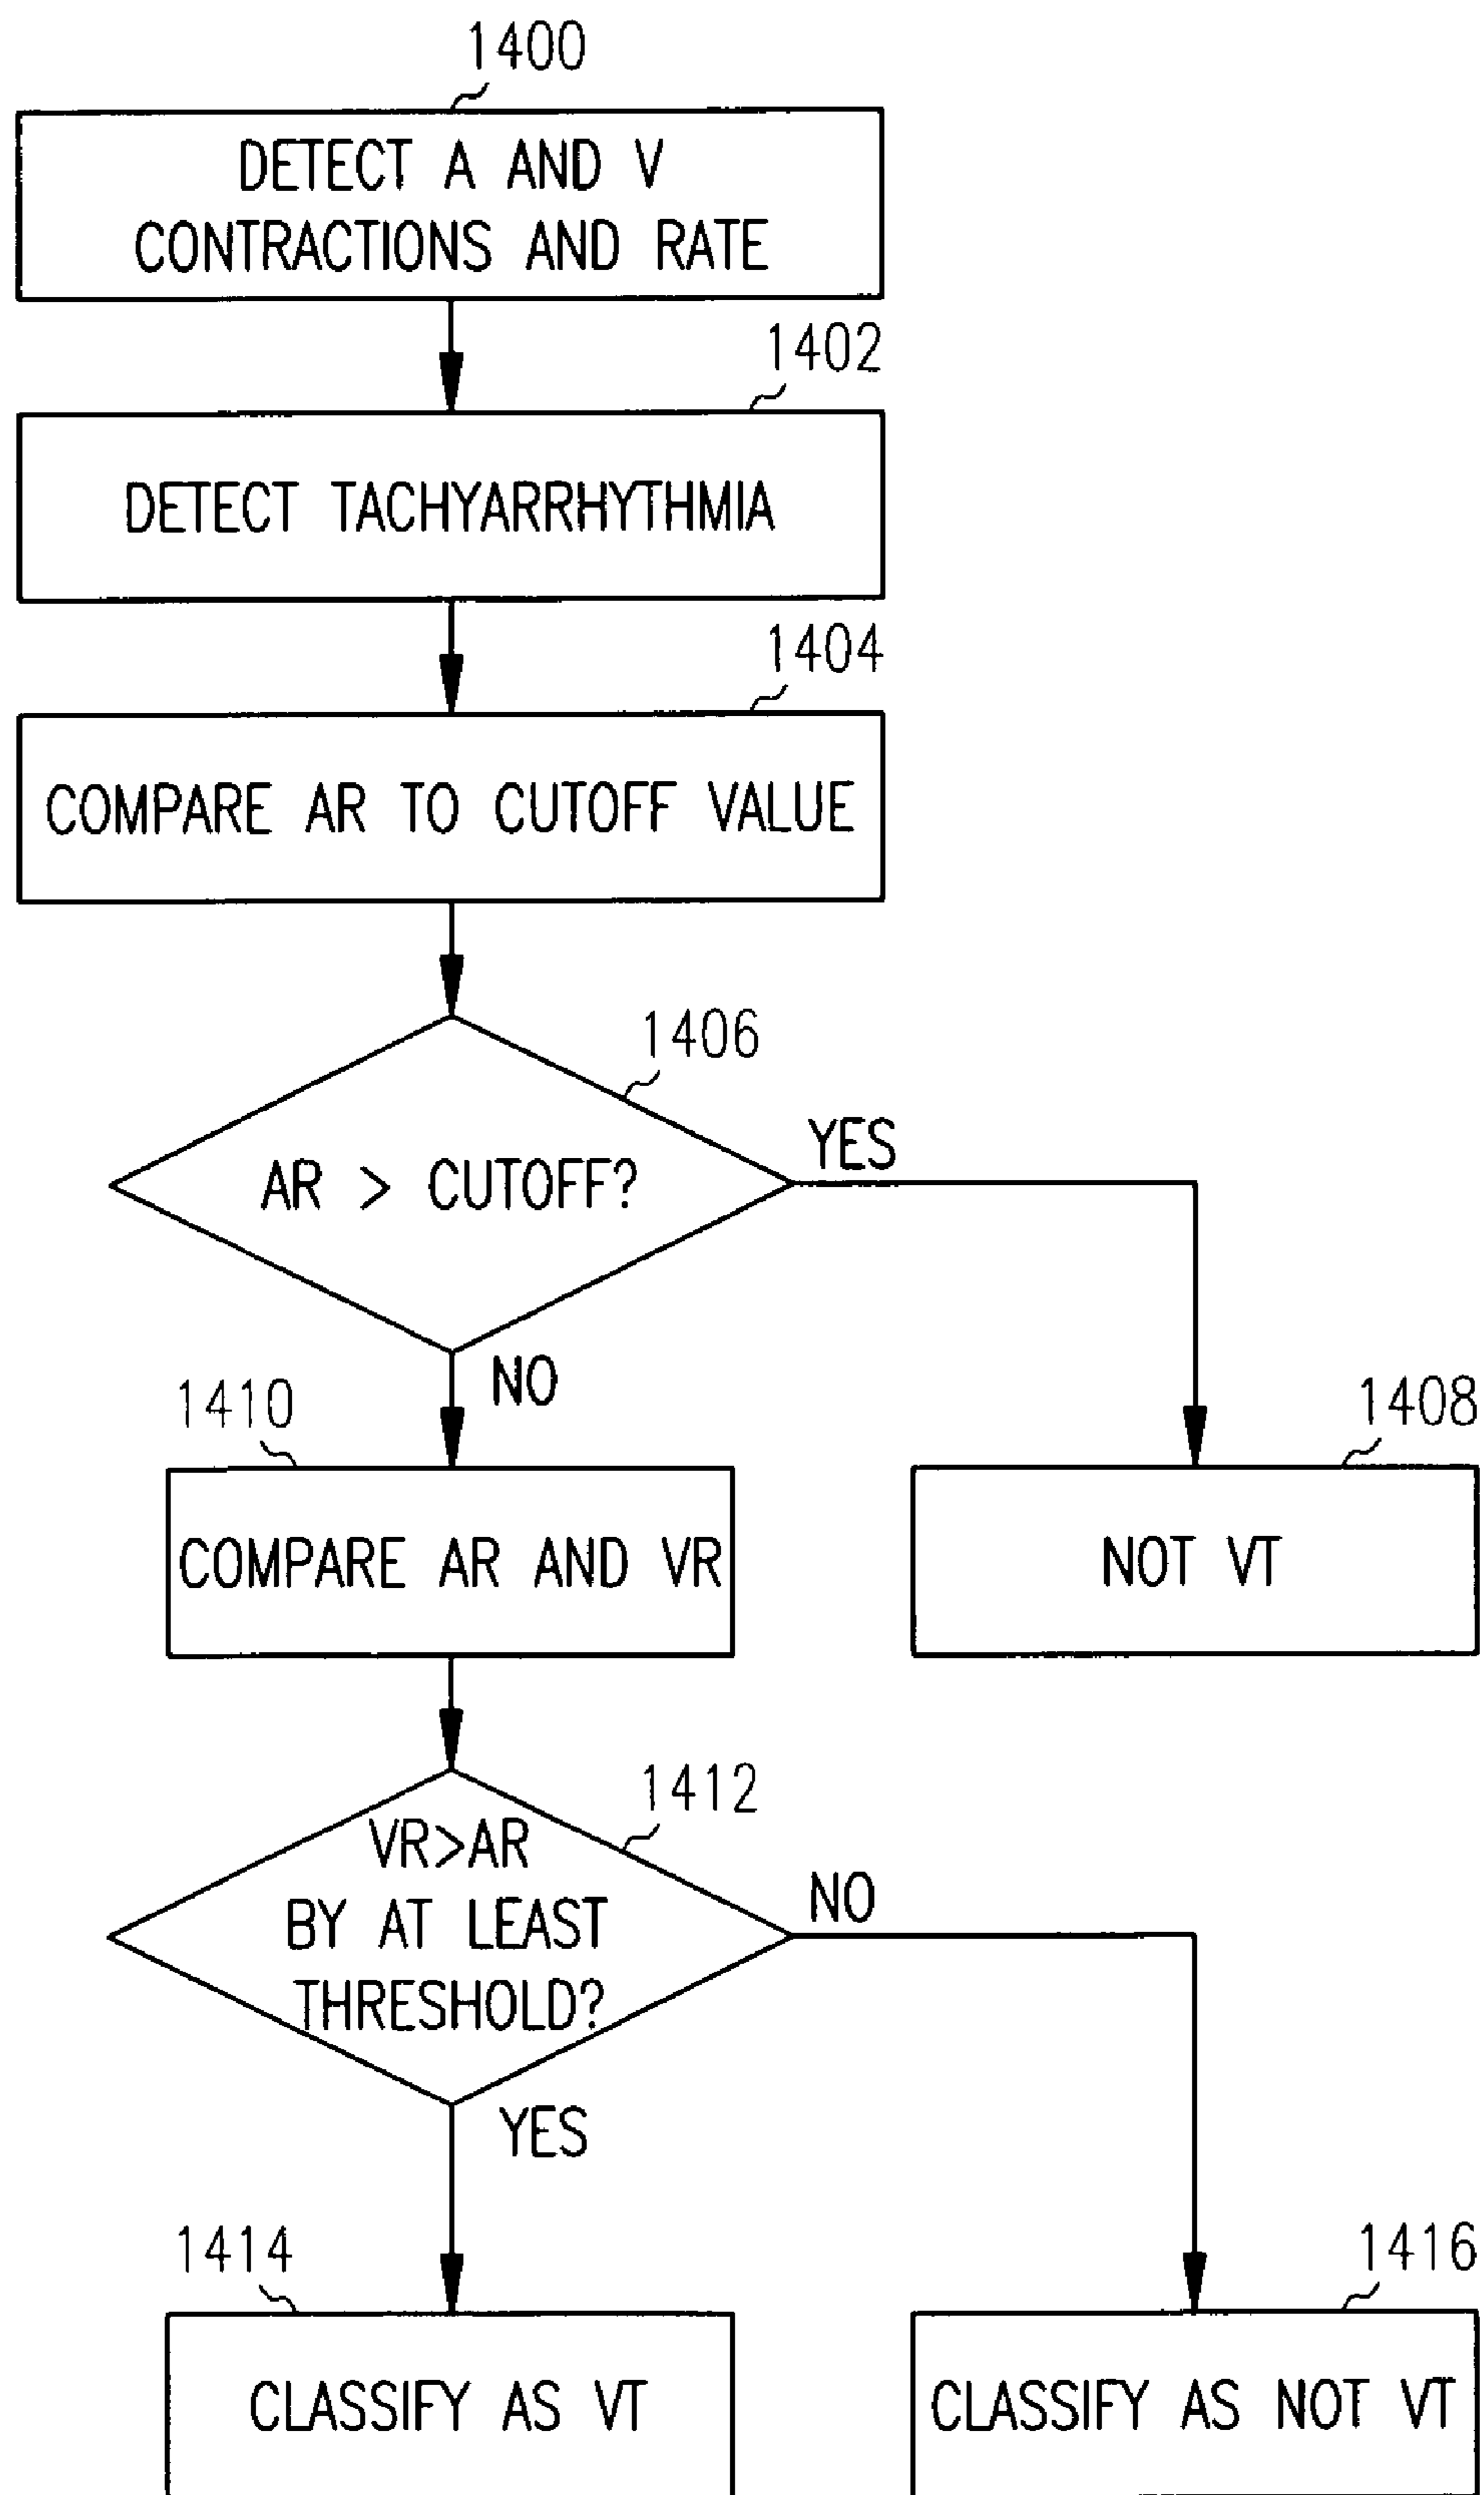 1400
DETECT A AND V
CONTRACTIONS AND RATE
1402
DETECT TACHYARRHYTHMIA
1404
COMPARE AR TO CUTOFF VALUE
1406
AR > CUTOFF?
YES
NO
1410
COMPARE AR AND VR
1408
NOT VT
1412
VR>AR
BY AT LEAST
THRESHOLD?
NO
YES
1414
CLASSIFY AS VT
1416
CLASSIFY AS NOT VT